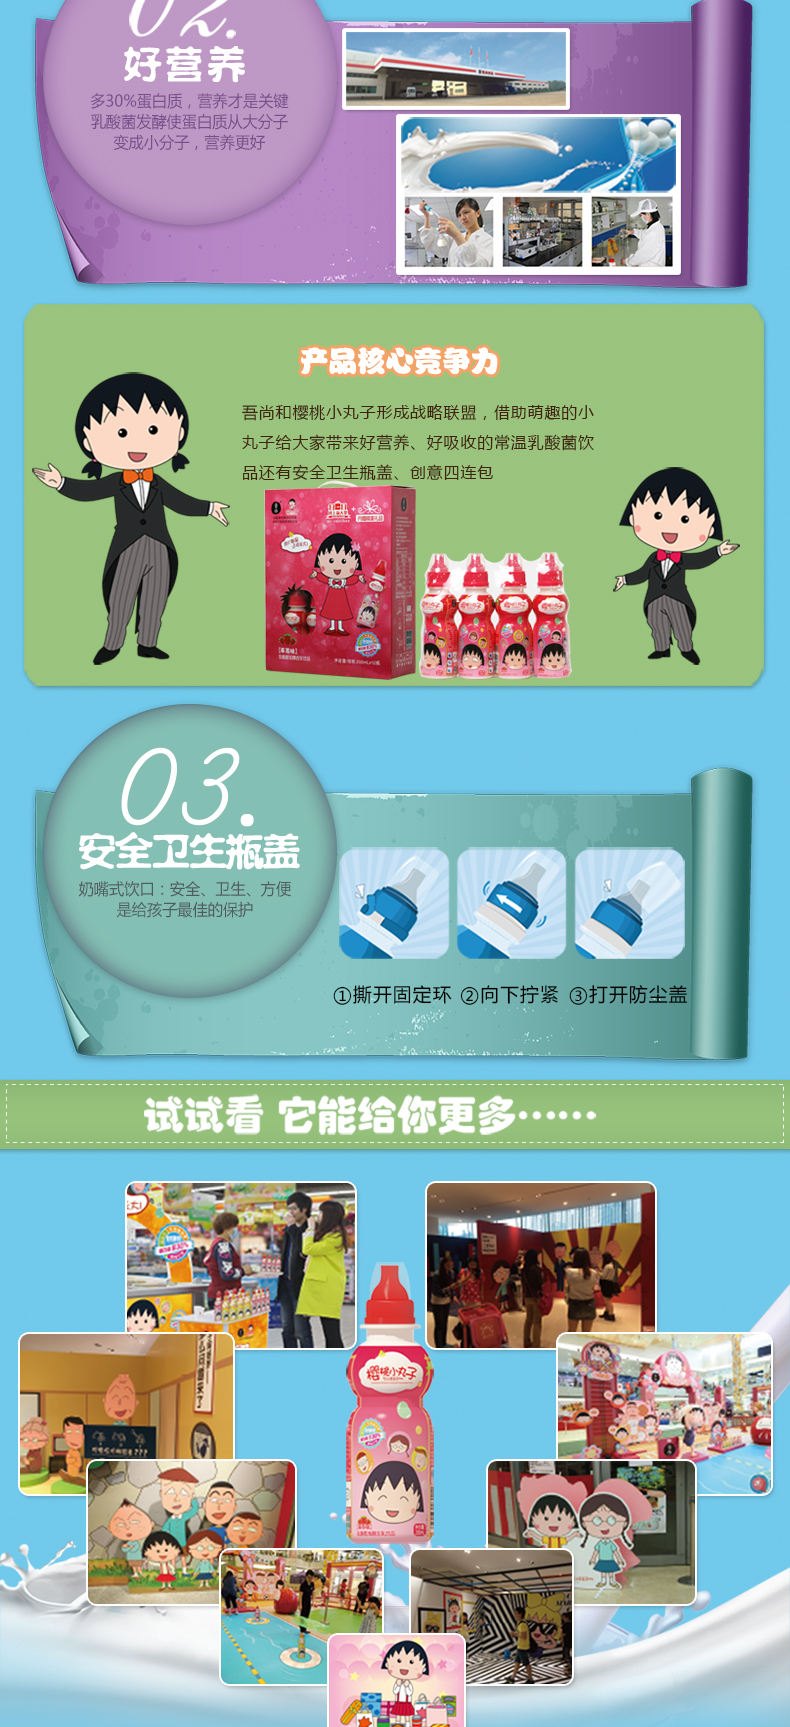 02.
好营养
多30%蛋白质，营养才是关键
乳酸菌发酵使蛋白质从大分子
变成小分子，营养更好
产品核心竞争力
吾尚和樱桃小丸子形成战略联盟，借助萌趣的小
丸子给大家带来好营养、好吸收的常温乳酸菌饮
品还有安全卫生瓶盖、创意四连包
03.
安全卫生瓶盖
奶嘴式饮口：安全、卫生、方便
是给孩子最佳的保护
①撕开固定环 ②向下拧紧 ③打开防尘盖
试试看 它能给你更多……
樱桃小丸子